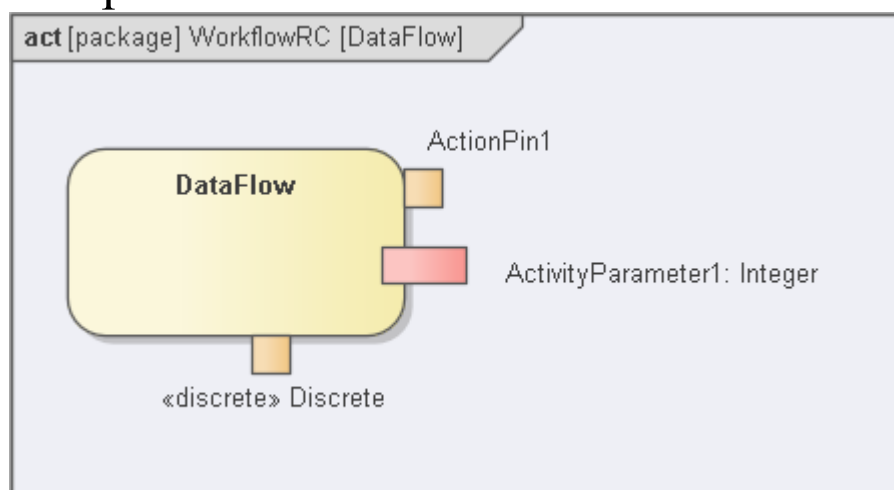 act [package] WorkflowRC [DataFlow]
ActionPin1
DataFlow
ActivityParameter1: Integer
«discrete» Discrete